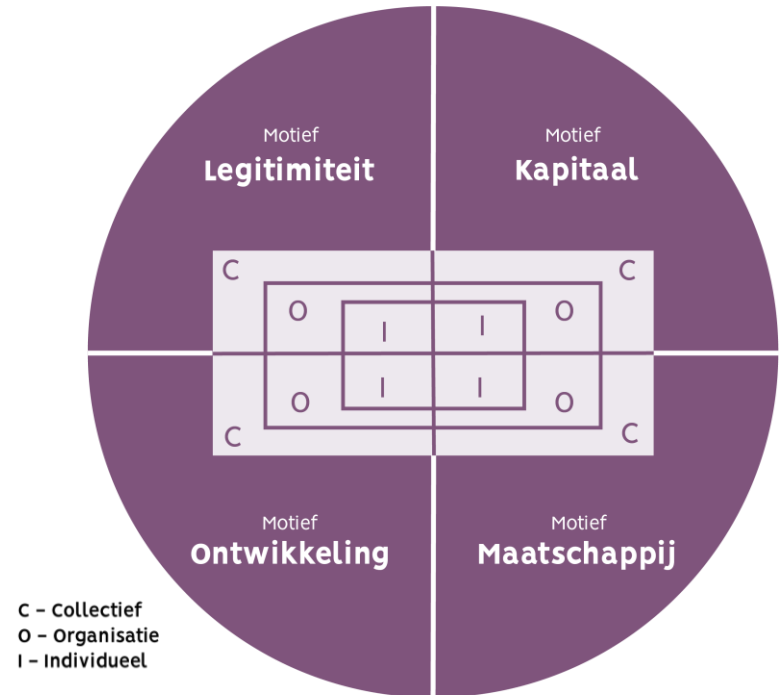 Motief
Legitimiteit
Motief
Kapitaal
C
C
O
I
I
O
O
I
I
O
C
C
Motief
Ontwikkeling
Motief
Maatschappij
C – Collectief
O – Organisatie
I – Individueel